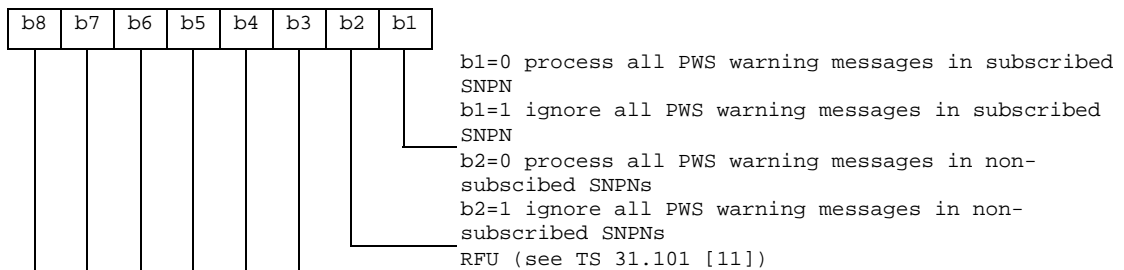 b8 b7 b6 b5 b4 b3 b2 b1
b1=0 process all PWS warning messages in subscribed
SNPN
b1=1 ignore all PWS warning messages in subscribed
SNPN
b2=0 process all PWS warning messages in non-
subscibed SNPNs
b2=1 ignore all PWS warning messages in non-
subscribed SNPNs
RFU (see TS 31.101 [11])